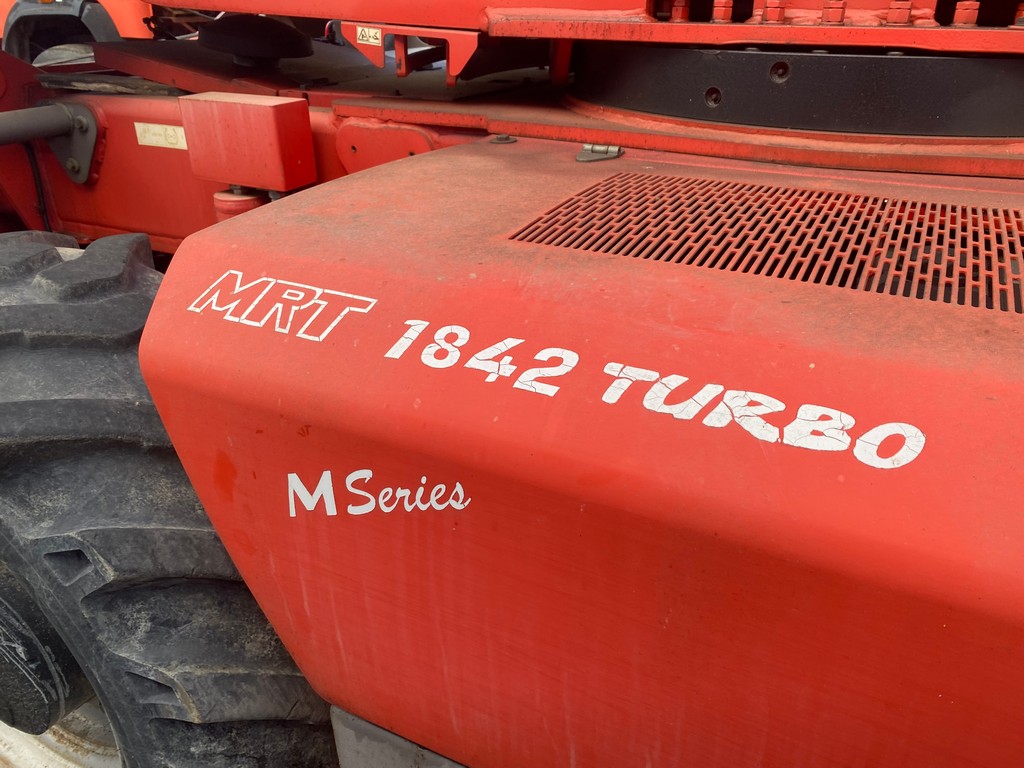 MRT 1842 TURBO
M Series